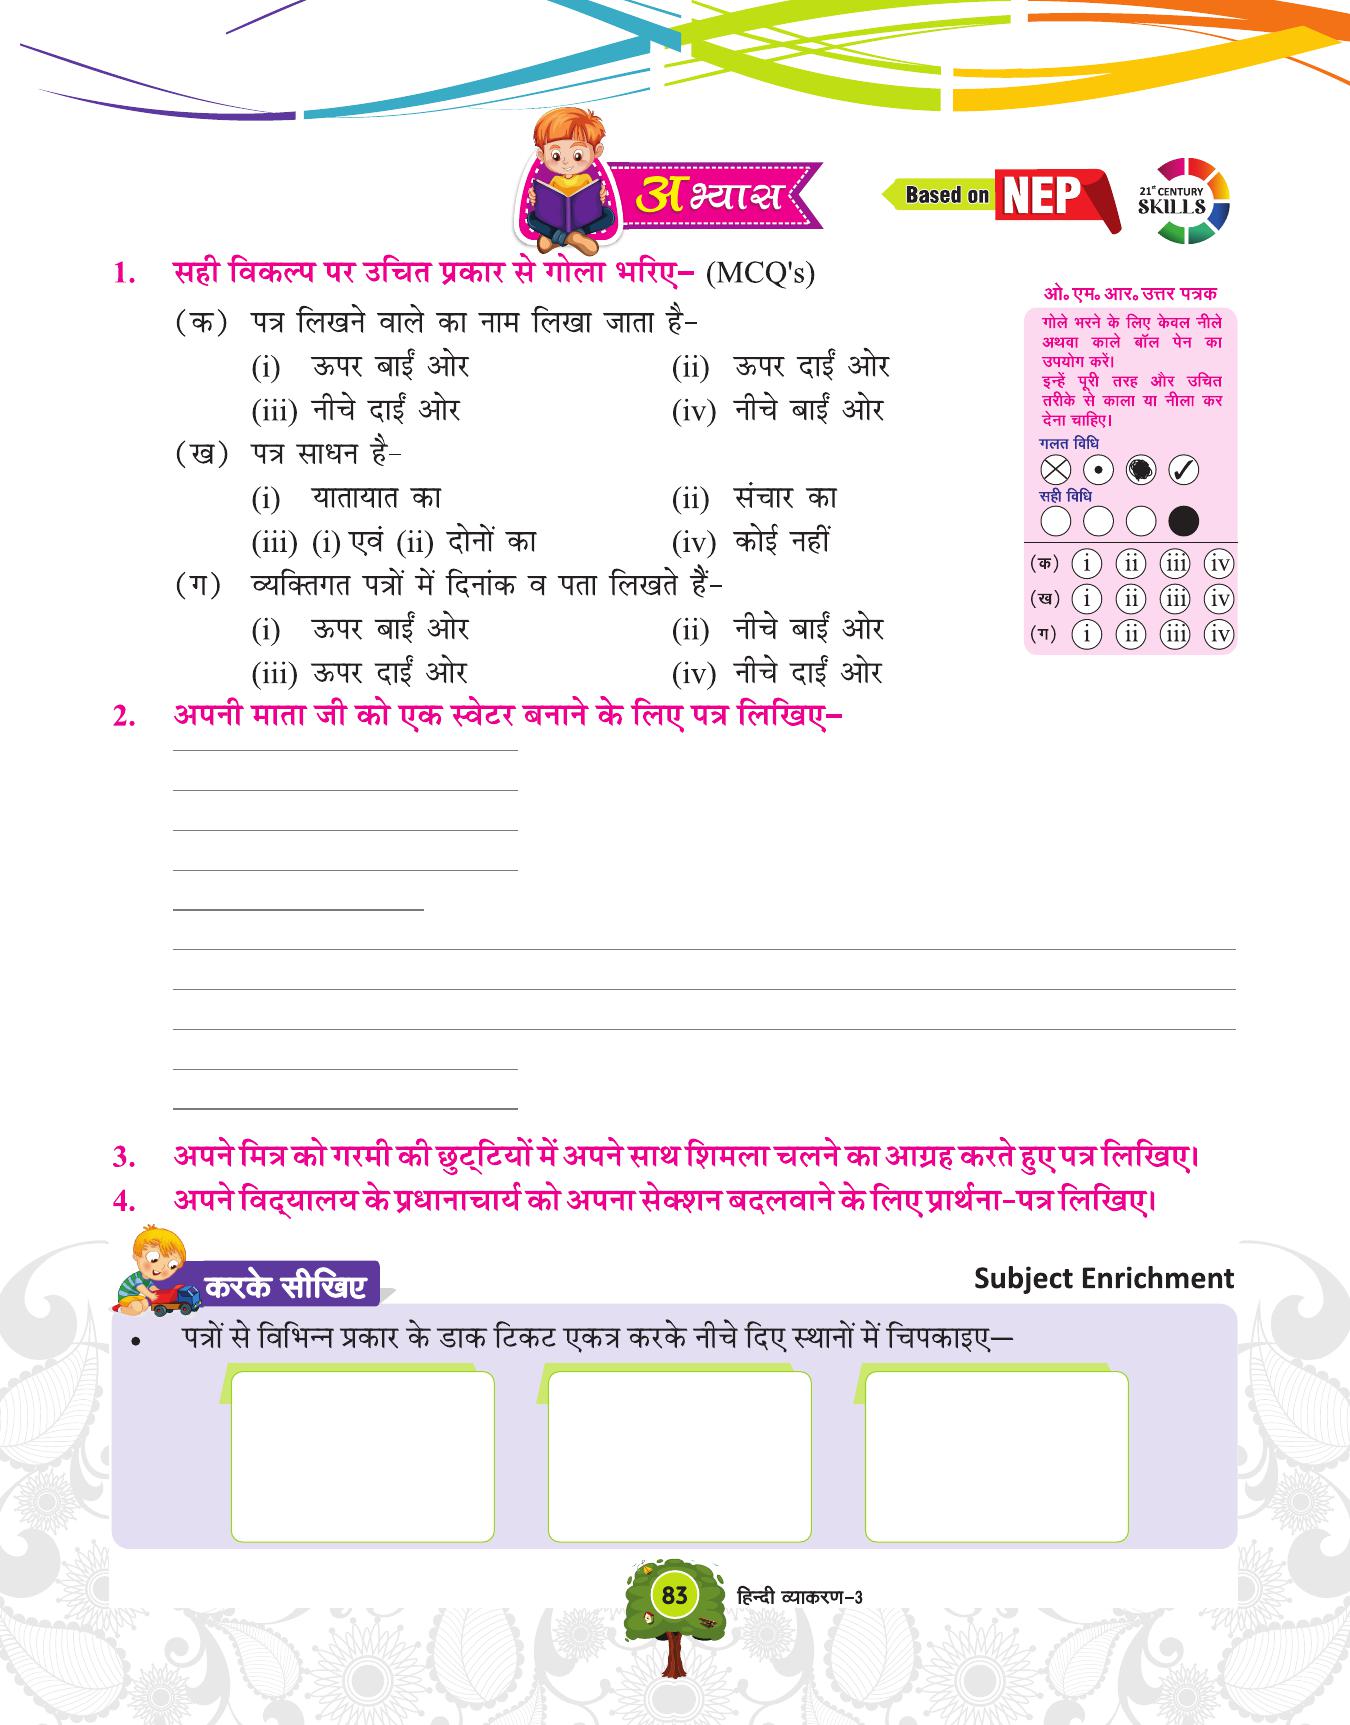 अभ्यास
Based on NEP
21st CENTURY
SKILLS
1. सही विकल्प पर उचित प्रकार से गोला भरिए– (MCQ's)
(क) पत्र लिखने वाले का नाम लिखा जाता है–
(i) ऊपर बाईं ओर (ii) ऊपर दाईं ओर
(iii) नीचे दाईं ओर (iv) नीचे बाईं ओर
(ख) पत्र साधन है–
(i) यातायात का (ii) संचार का
(iii) (i) एवं (ii) दोनों का (iv) कोई नहीं
(ग) व्यक्तिगत पत्रों में दिनांक व पता लिखते हैं–
(i) ऊपर बाईं ओर (ii) नीचे बाईं ओर
(iii) ऊपर दाईं ओर (iv) नीचे दाईं ओर
ओ॰ एम॰ आर॰ उत्तर पत्रक
गोले भरने के लिए केवल नीले
अथवा काले बॉल पेन का
उपयोग करें।
इन्हें पूरी तरह और उचित
तरीके से काला या नीला कर
देना चाहिए।
गलत विधि
सही विधि
(क) i ii iii iv
(ख) i ii iii iv
(ग) i ii iii iv
2. अपनी माता जी को एक स्वेटर बनाने के लिए पत्र लिखिए–
3. अपने मित्र को गरमी की छुट्टियों में अपने साथ शिमला चलने का आग्रह करते हुए पत्र लिखिए।
4. अपने विद्यालय के प्रधानाचार्य को अपना सेक्शन बदलवाने के लिए प्रार्थना-पत्र लिखिए।
करके सीखिए
Subject Enrichment
• पत्रों से विभिन्न प्रकार के डाक टिकट एकत्र करके नीचे दिए स्थानों में चिपकाइए—
83 हिन्दी व्याकरण-3